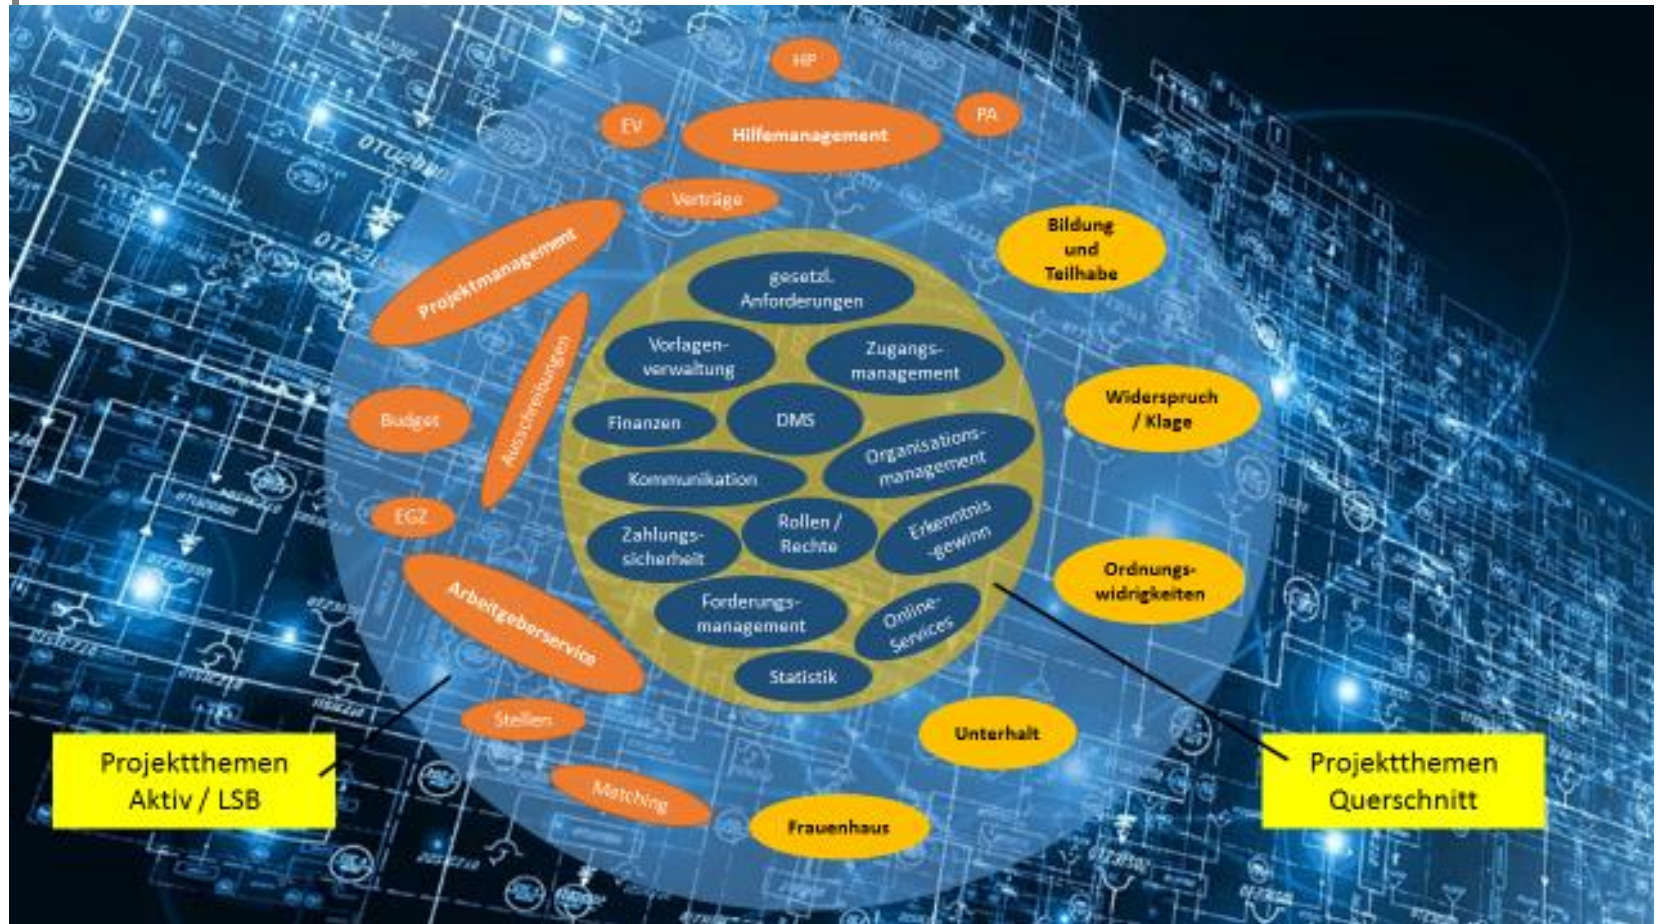 HP
EV
Hilfemanagement
PA
Verträge
Projektmanagement
Ausschreibungen
Budget
EGZ
Arbeitgeberservice
Stellen
Matching
Bildung
und
Teilhabe
Widerspruch
/ Klage
Ordnungs-
widrigkeiten
Unterhalt
Frauenhaus
gesetzl.
Anforderungen
Vorlagen-
verwaltung
Zugangs-
management
Finanzen
DMS
Organisations-
management
Kommunikation
Zahlungs-
sicherheit
Rollen /
Rechte
Erkenntnis
-gewinn
Forderungs-
management
Online-
Services
Statistik
Projektthemen
Aktiv / LSB
Projektthemen
Querschnitt